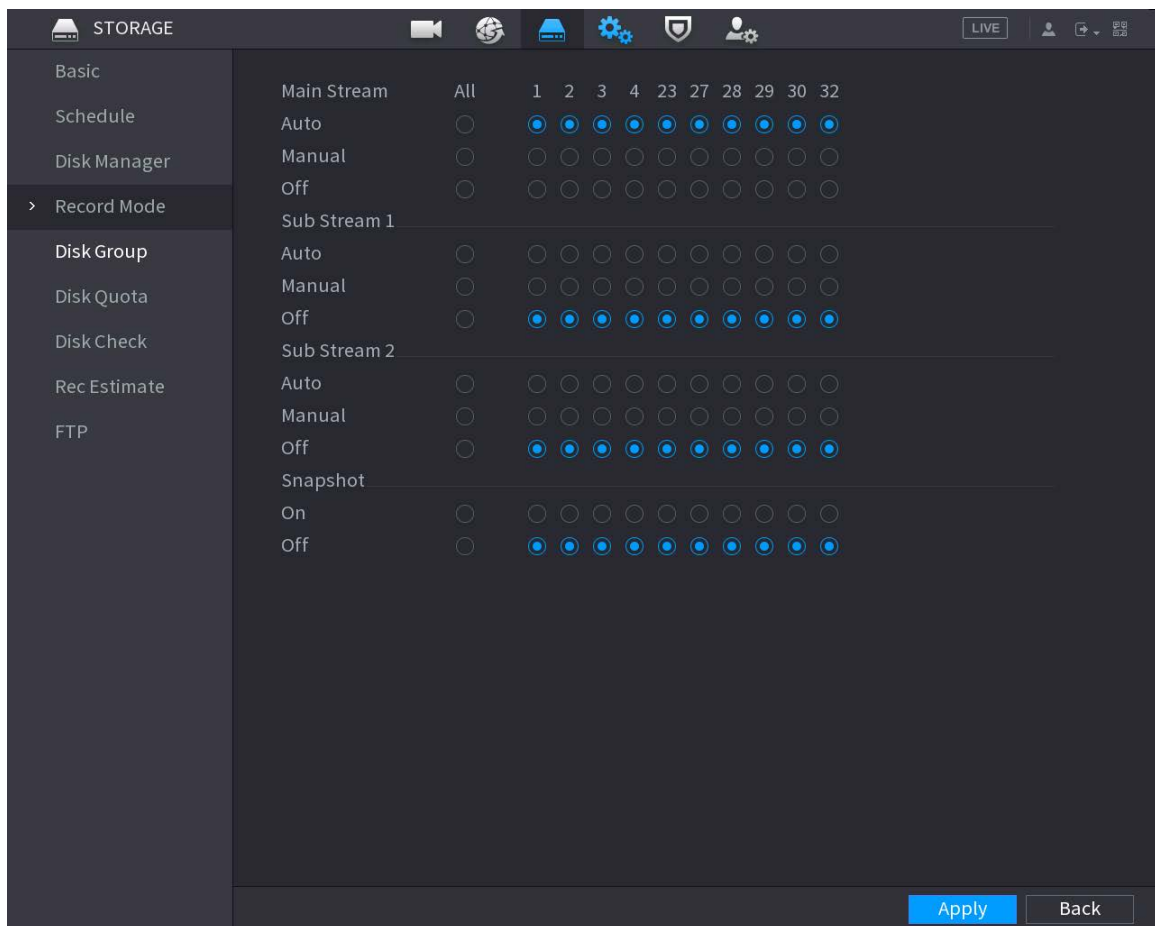 STORAGE LIVE
Basic
Schedule
Disk Manager
Record Mode
Disk Group
Disk Quota
Disk Check
Rec Estimate
FTP
Main Stream All 1 2 3 4 23 27 28 29 30 32
Auto
Manual
Off
Sub Stream 1
Auto
Manual
Off
Sub Stream 2
Auto
Manual
Off
Snapshot
On
Off
Apply Back